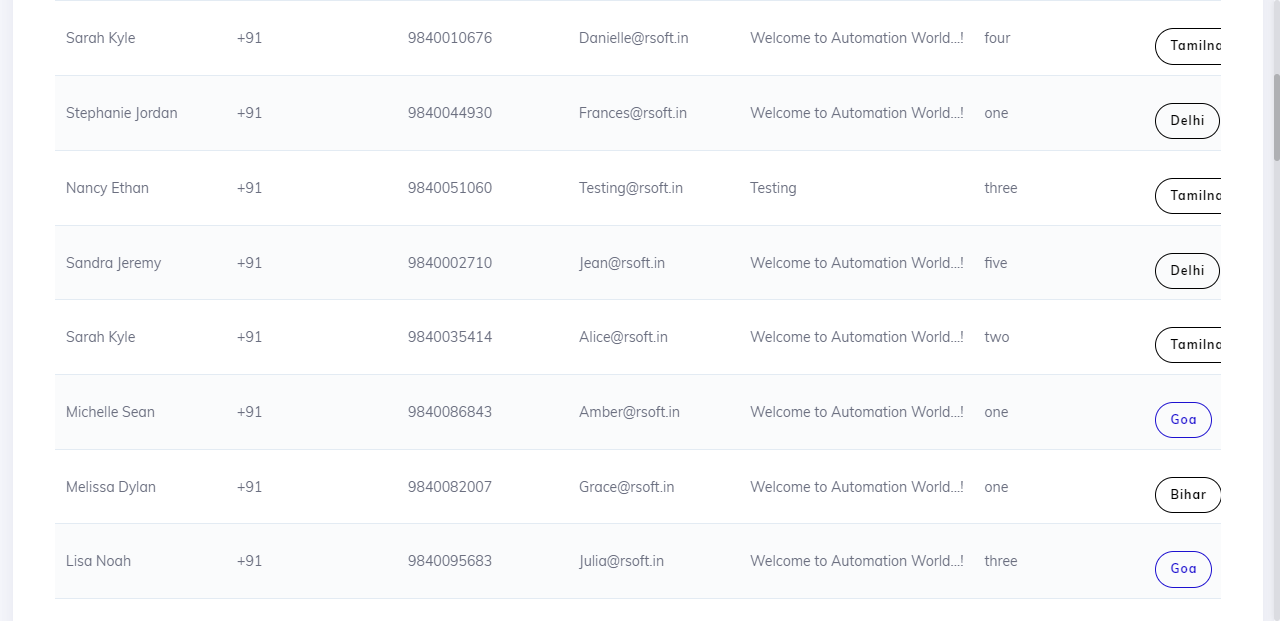 Sarah Kyle +91 9840010676 Danielle@rsoft.in Welcome to Automation World...! four Tamilna
Stephanie Jordan +91 9840044930 Frances@rsoft.in Welcome to Automation World...! one Delhi
Nancy Ethan +91 9840051060 Testing@rsoft.in Testing three Tamilna
Sandra Jeremy +91 9840002710 Jean@rsoft.in Welcome to Automation World...! five Delhi
Sarah Kyle +91 9840035414 Alice@rsoft.in Welcome to Automation World...! two Tamilna
Michelle Sean +91 9840086843 Amber@rsoft.in Welcome to Automation World...! one Goa
Melissa Dylan +91 9840082007 Grace@rsoft.in Welcome to Automation World...! one Bihar
Lisa Noah +91 9840095683 Julia@rsoft.in Welcome to Automation World...! three Goa